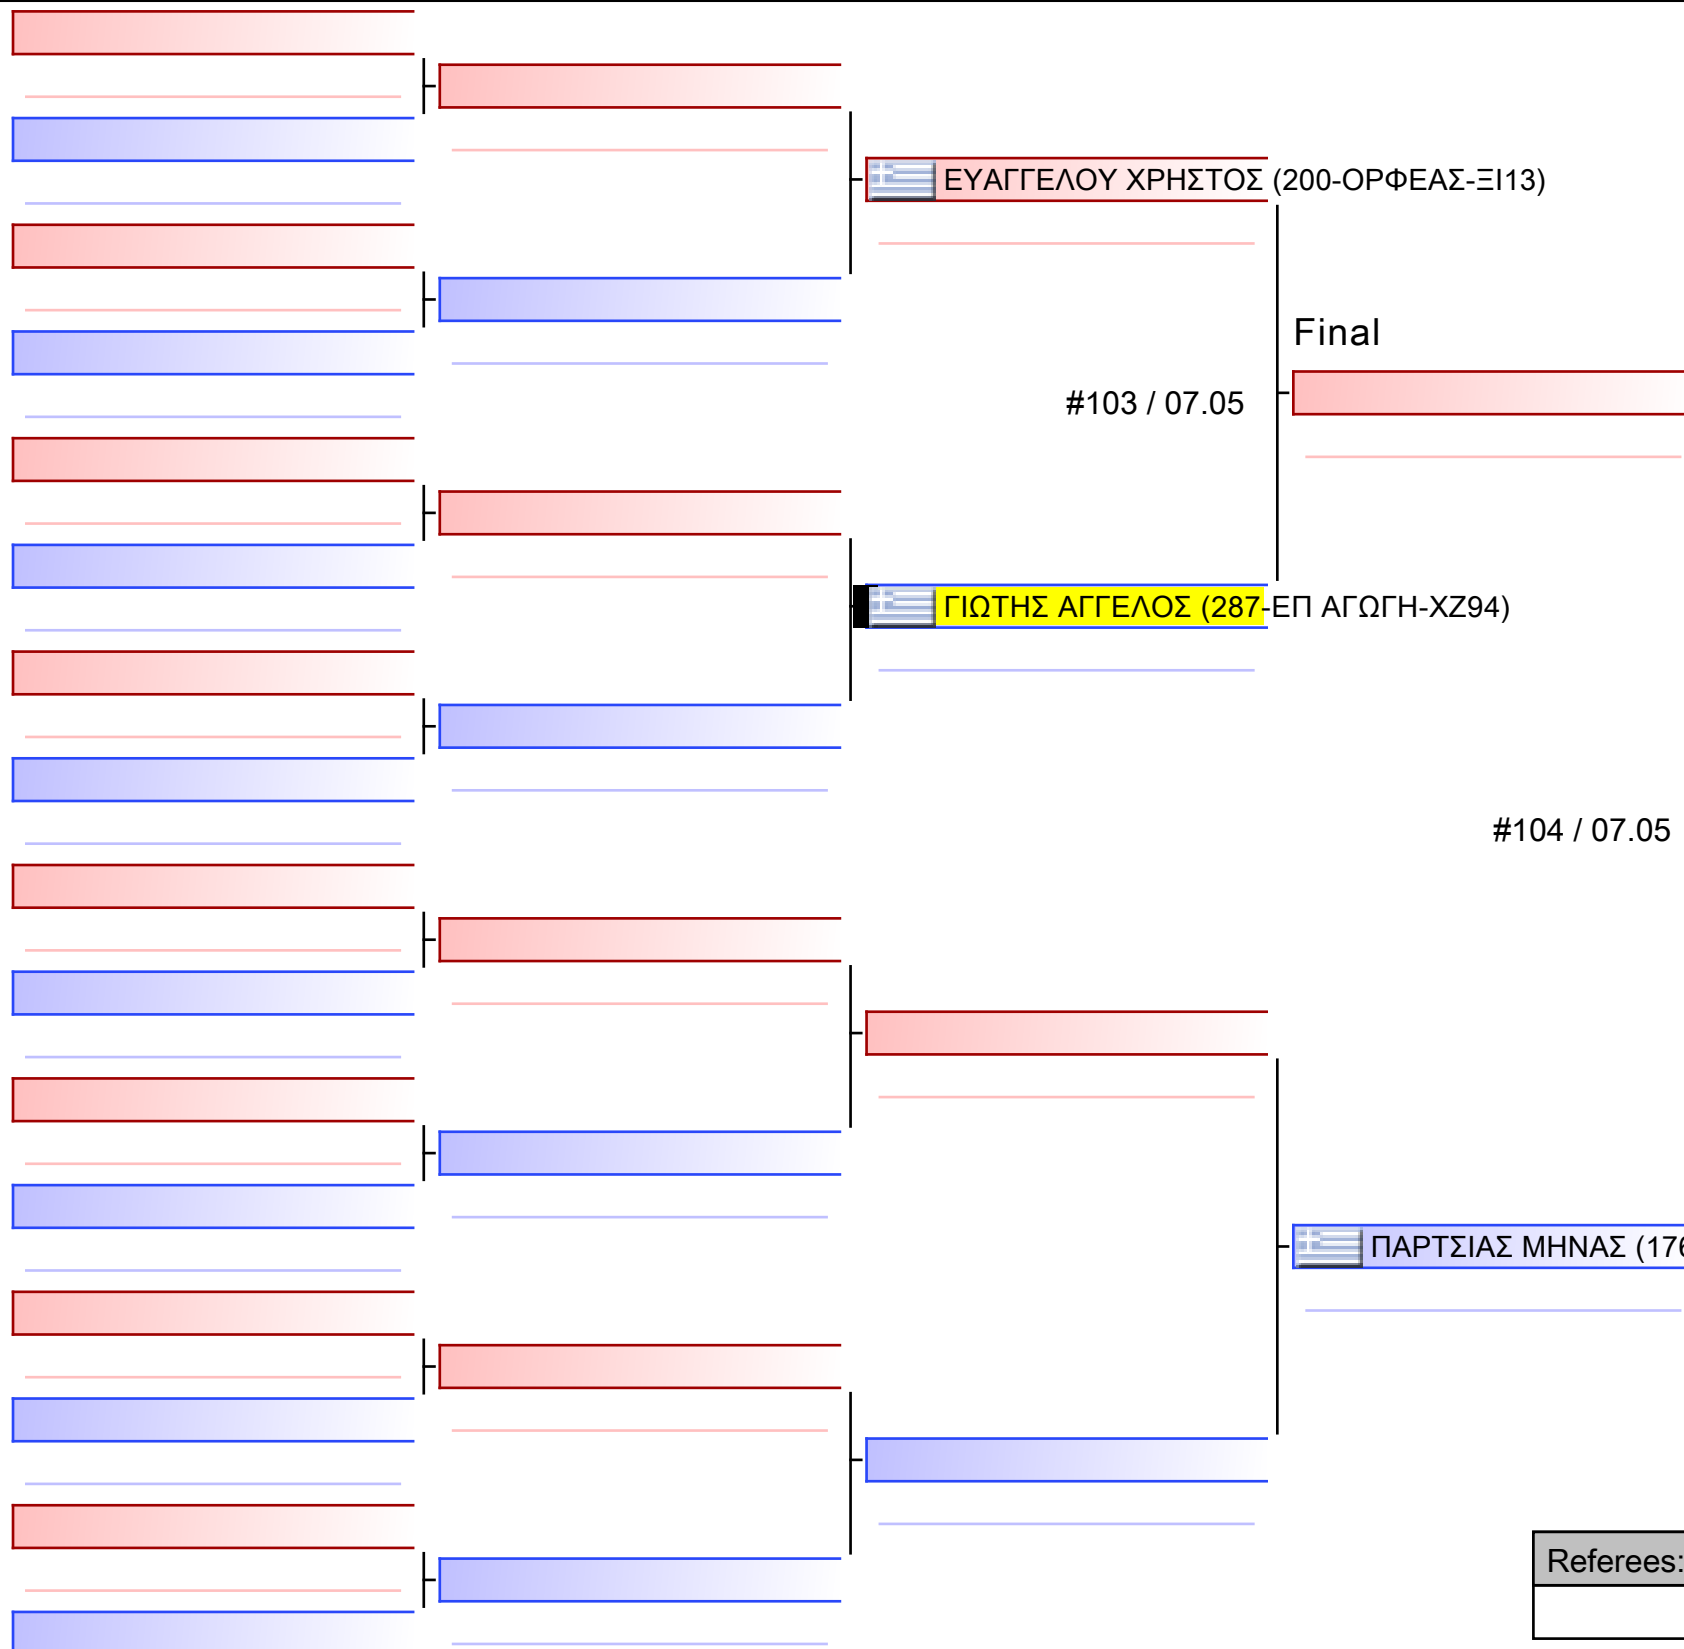 ΕΥΑΓΓΕΛΟΥ ΧΡΗΣΤΟΣ (200-ΟΡΦΕΑΣ-ΞΙ13)
Final
#103 / 07.05
ΓΙΩΤΗΣ ΑΓΓΕΛΟΣ (287-ΕΠ ΑΓΩΓΗ-ΧΖ94)
#104 / 07.05
ΠΑΡΤΣΙΑΣ ΜΗΝΑΣ (176
Referees: